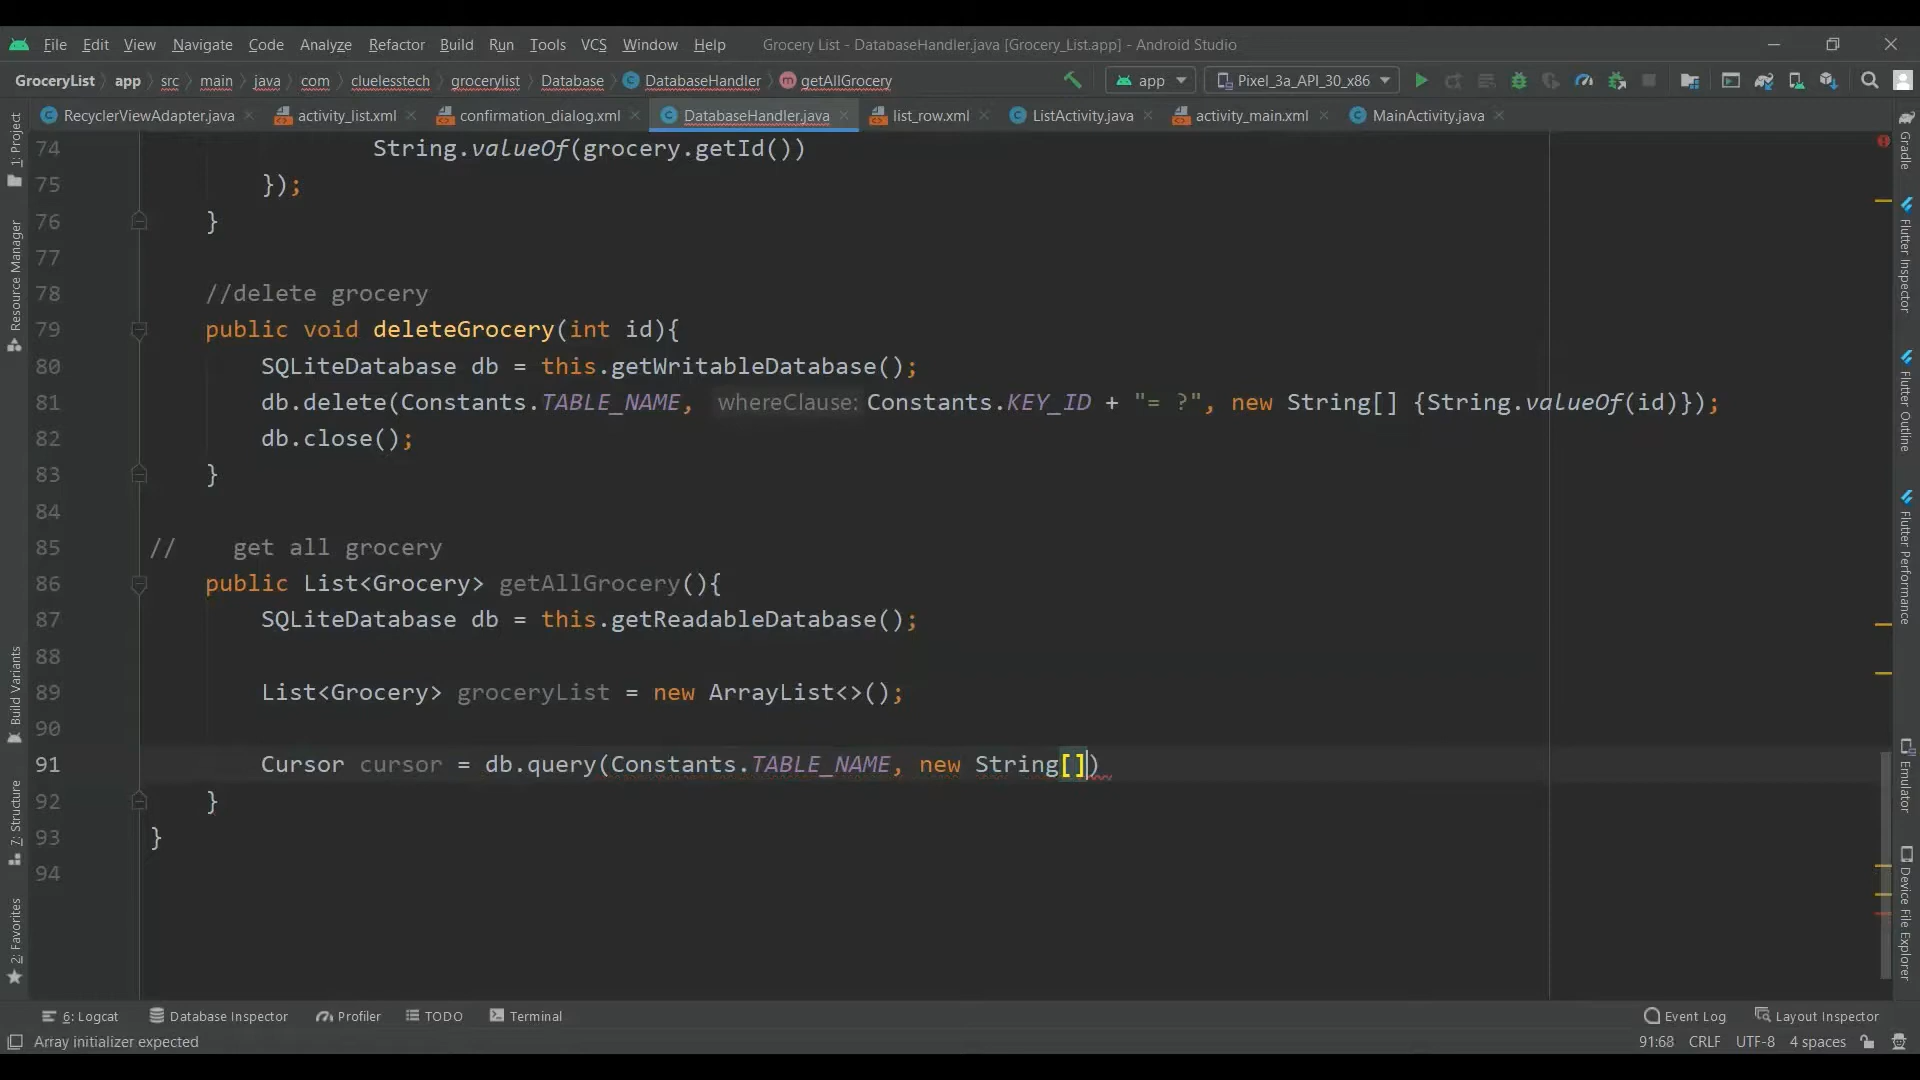 File Edit View Navigate Code Analyze Refactor Build Run Tools VCS Window Help Grocery List - DatabaseHandler.java [Grocery_List.app] - Android Studio
GroceryList app src main java com cluelesstech grocerylist Database DatabaseHandler getAllGrocery app Pixel_3a_API_30_x86
RecyclerViewAdapter.java activity_list.xml confirmation_dialog.xml DatabaseHandler.java list_row.xml ListActivity.java activity_main.xml MainActivity.java
74 String.valueOf(grocery.getId())
75 });
76 }
77
78 //delete grocery
79 public void deleteGrocery(int id){
80 SQLiteDatabase db = this.getWritableDatabase();
81 db.delete(Constants.TABLE_NAME, whereClause: Constants.KEY_ID + "= ?", new String[] {String.valueOf(id)});
82 db.close();
83 }
84
85 // get all grocery
86 public List<Grocery> getAllGrocery(){
87 SQLiteDatabase db = this.getReadableDatabase();
88
89 List<Grocery> groceryList = new ArrayList<>();
90
91 Cursor cursor = db.query(Constants.TABLE_NAME, new String[])
92 }
93 }
94
1: Project
Resource Manager
Build Variants
7: Structure
2: Favorites
Gradle
Flutter Inspector
Flutter Outline
Flutter Performance
Emulator
Device File Explorer
6: Logcat Database Inspector Profiler TODO Terminal Event Log Layout Inspector
Array initializer expected 91:68 CRLF UTF-8 4 spaces